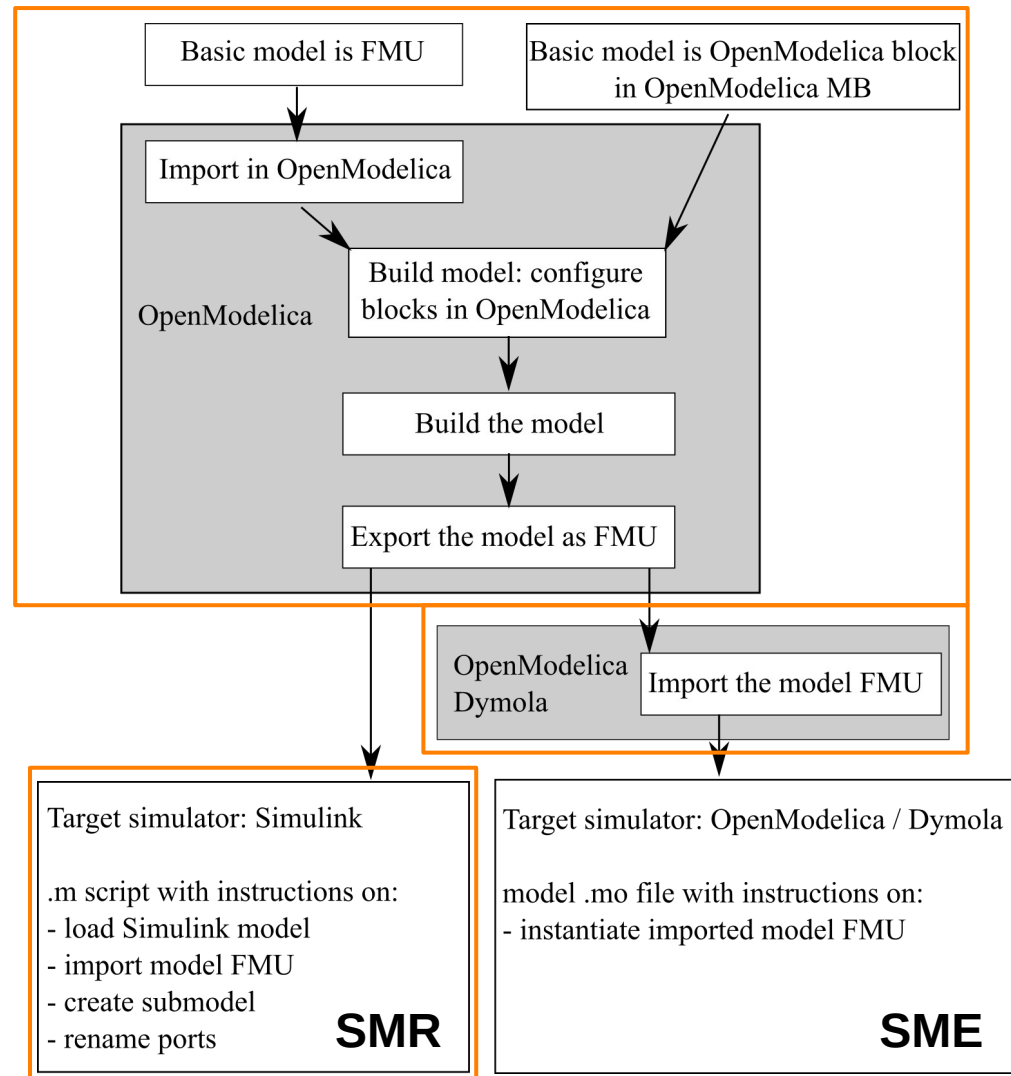 Basic model is FMU
Basic model is OpenModelica block
in OpenModelica MB
Import in OpenModelica
Build model: configure
blocks in OpenModelica
OpenModelica
Build the model
Export the model as FMU
OpenModelica
Dymola
Import the model FMU
Target simulator: Simulink
.m script with instructions on:
- load Simulink model
- import model FMU
- create submodel
- rename ports
SMR
Target simulator: OpenModelica / Dymola
model .mo file with instructions on:
- instantiate imported model FMU
SME